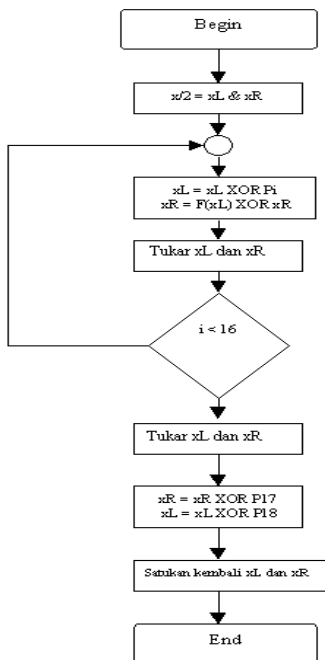 Begin
x/2 = xL & xR
xL = xL XOR Pi
xR = F(xL) XOR xR
Tukar xL dan xR
i < 16
Tukar xL dan xR
xR = xR XOR P17
xL = xL XOR P18
Satukan kembali xL dan xR
End